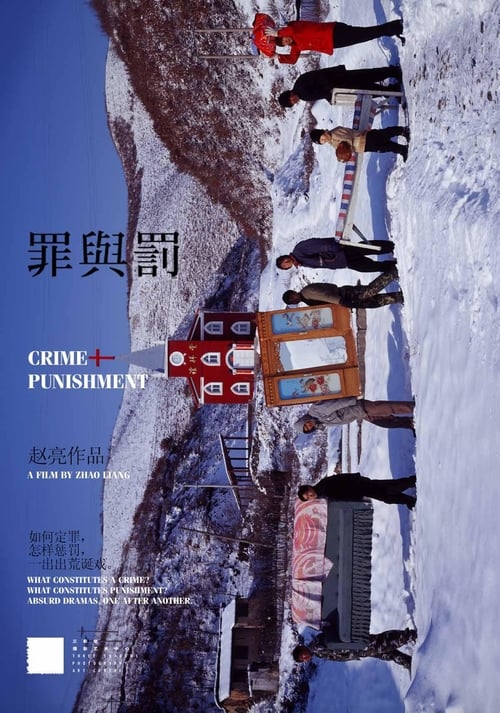 罪與罰
CRIME
PUNISHMENT
赵亮作品
A FILM BY ZHAO LIANG
如何定罪,
怎样惩罚,
一出出荒诞戏。
WHAT CONSTITUTES A CRIME?
WHAT CONSTITUTES PUNISHMENT?
ABSURD DRAMAS, ONE AFTER ANOTHER.
PHOTOGRAPHY